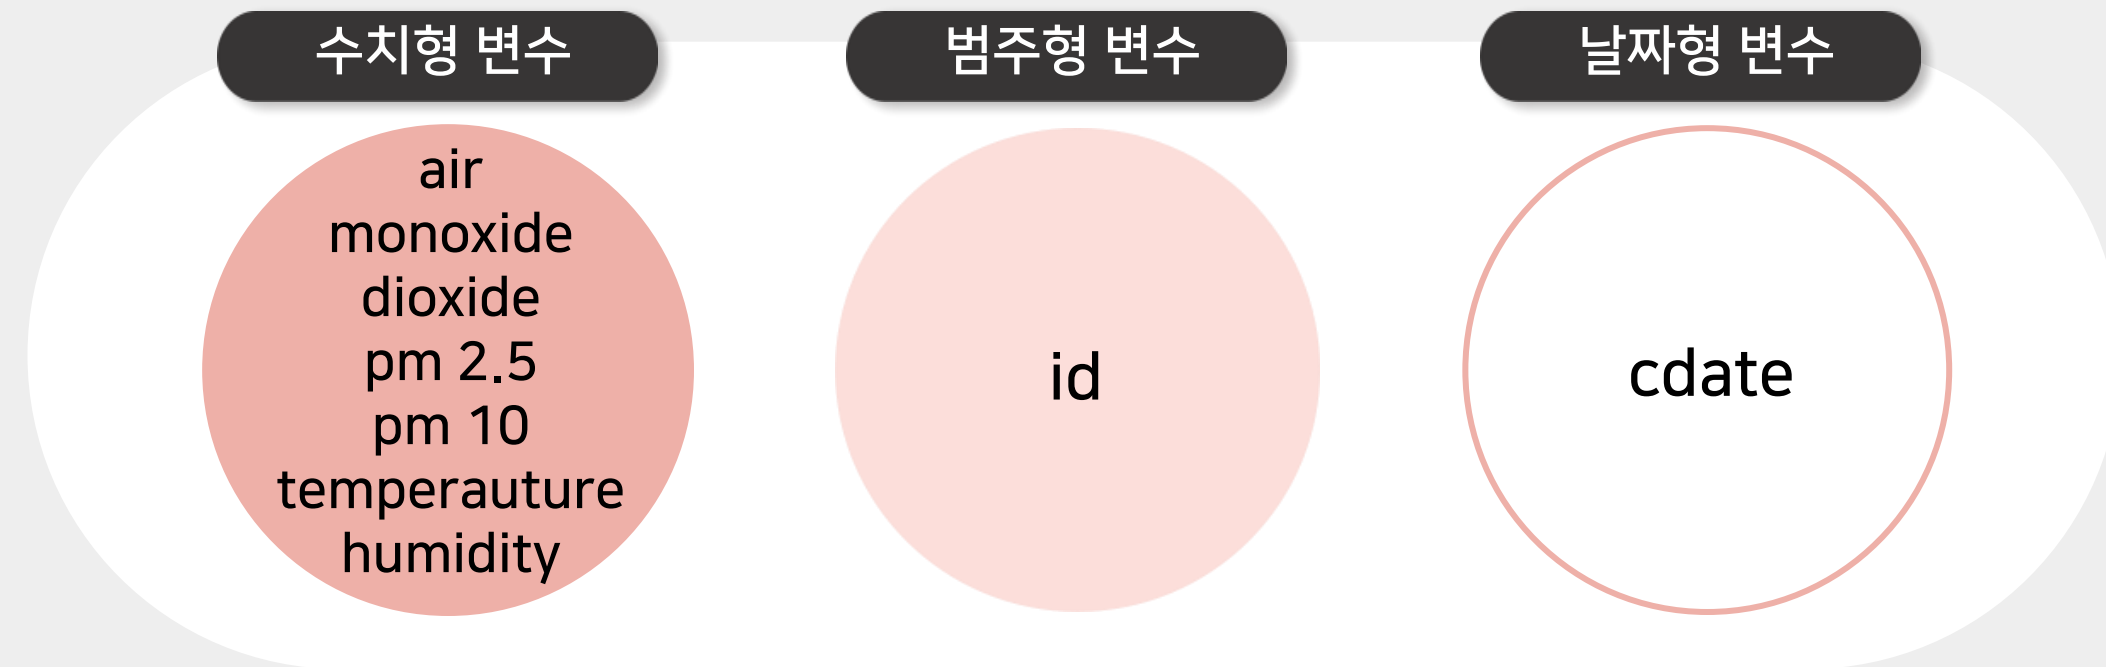 수치형 변수
범주형 변수
날짜형 변수
air
monoxide
dioxide
pm 2.5
pm 10
temperauture
humidity
id
cdate